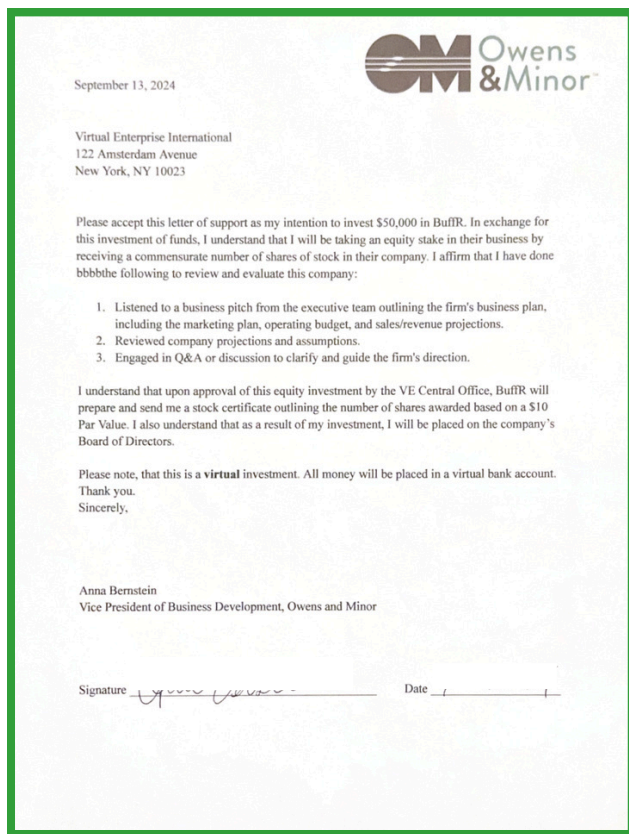 OM Owens
&Minor™
September 13, 2024
Virtual Enterprise International
122 Amsterdam Avenue
New York, NY 10023
Please accept this letter of support as my intention to invest $50,000 in BuffR. In exchange for
this investment of funds, I understand that I will be taking an equity stake in their business by
receiving a commensurate number of shares of stock in their company. I affirm that I have done
bbbbthe following to review and evaluate this company:
1. Listened to a business pitch from the executive team outlining the firm's business plan,
including the marketing plan, operating budget, and sales/revenue projections.
2. Reviewed company projections and assumptions.
3. Engaged in Q&A or discussion to clarify and guide the firm's direction.
I understand that upon approval of this equity investment by the VE Central Office, BuffR will
prepare and send me a stock certificate outlining the number of shares awarded based on a $10
Par Value. I also understand that as a result of my investment, I will be placed on the company's
Board of Directors.
Please note, that this is a virtual investment. All money will be placed in a virtual bank account.
Thank you.
Sincerely,
Anna Bernstein
Vice President of Business Development, Owens and Minor
Signature Date